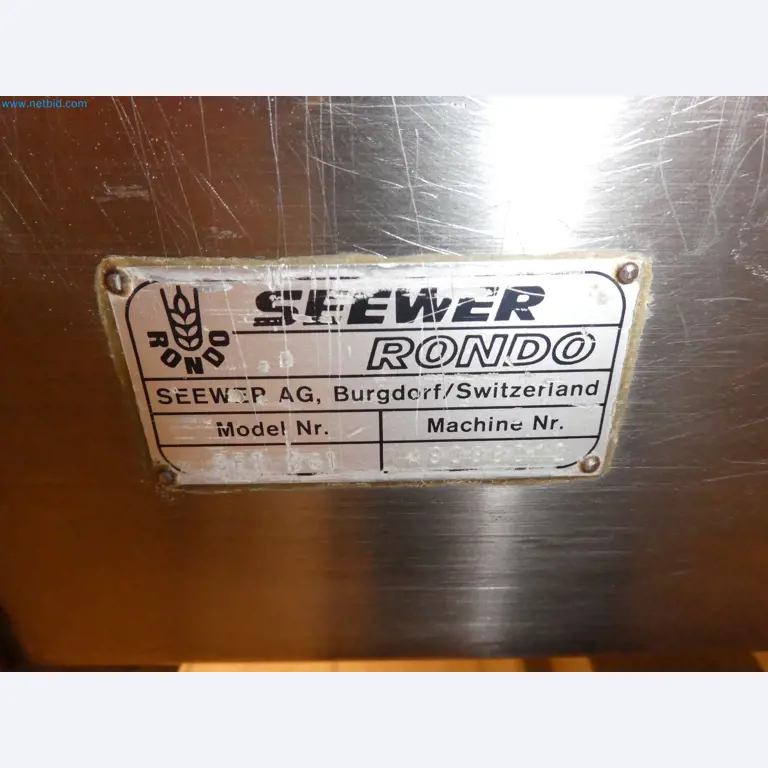 www.netbid.com
SEEWER
RONDO
RONDO
SEEWER AG, Burgdorf/Switzerland
Model Nr. Machine Nr.